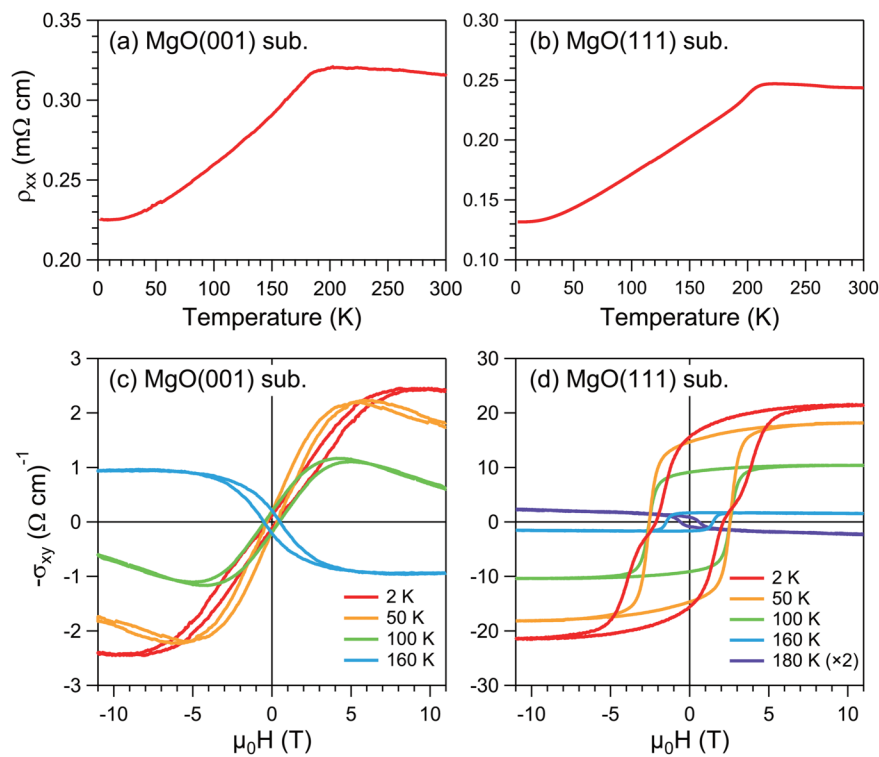 (a) MgO(001) sub.
0.35
0.30
0.25
0.20
ρxx (mΩ cm)
0 50 100 150 200 250 300
Temperature (K)
(b) MgO(111) sub.
0.30
0.25
0.20
0.15
0.10
0 50 100 150 200 250 300
Temperature (K)
(c) MgO(001) sub.
3
2
1
0
-1
-2
-3
-σxy (Ω cm)⁻¹
2 K
50 K
100 K
160 K
-10 -5 0 5 10
μ₀H (T)
(d) MgO(111) sub.
30
20
10
0
-10
-20
-30
2 K
50 K
100 K
160 K
180 K (×2)
-10 -5 0 5 10
μ₀H (T)